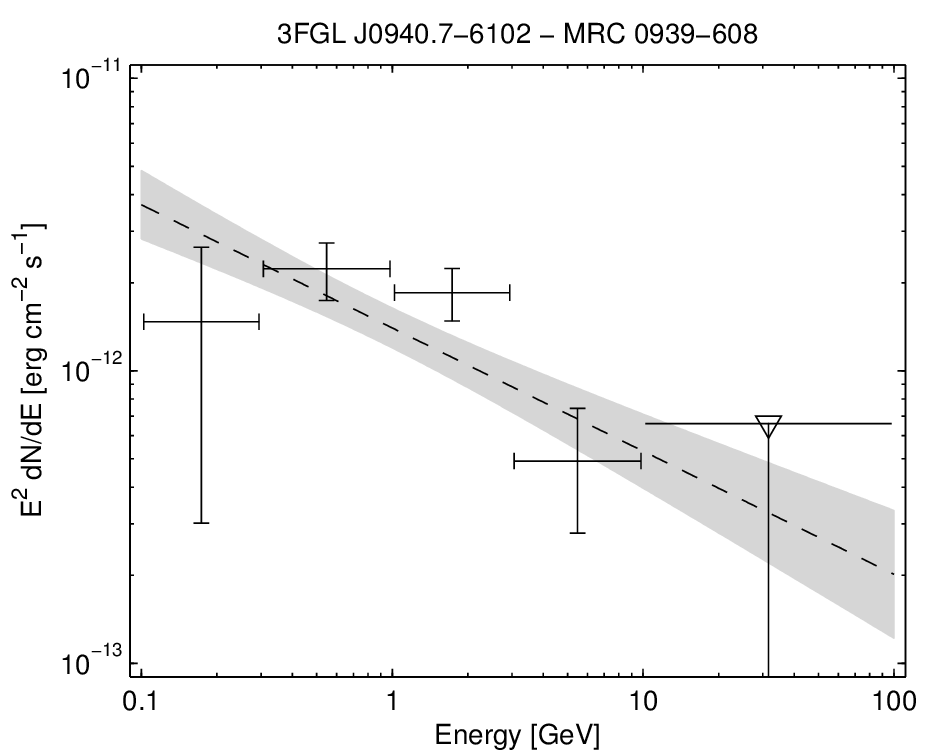 3FGL J0940.7−6102 − MRC 0939−608
10⁻¹¹
10⁻¹²
10⁻¹³
E² dN/dE [erg cm⁻² s⁻¹]
0.1 1 10 100
Energy [GeV]